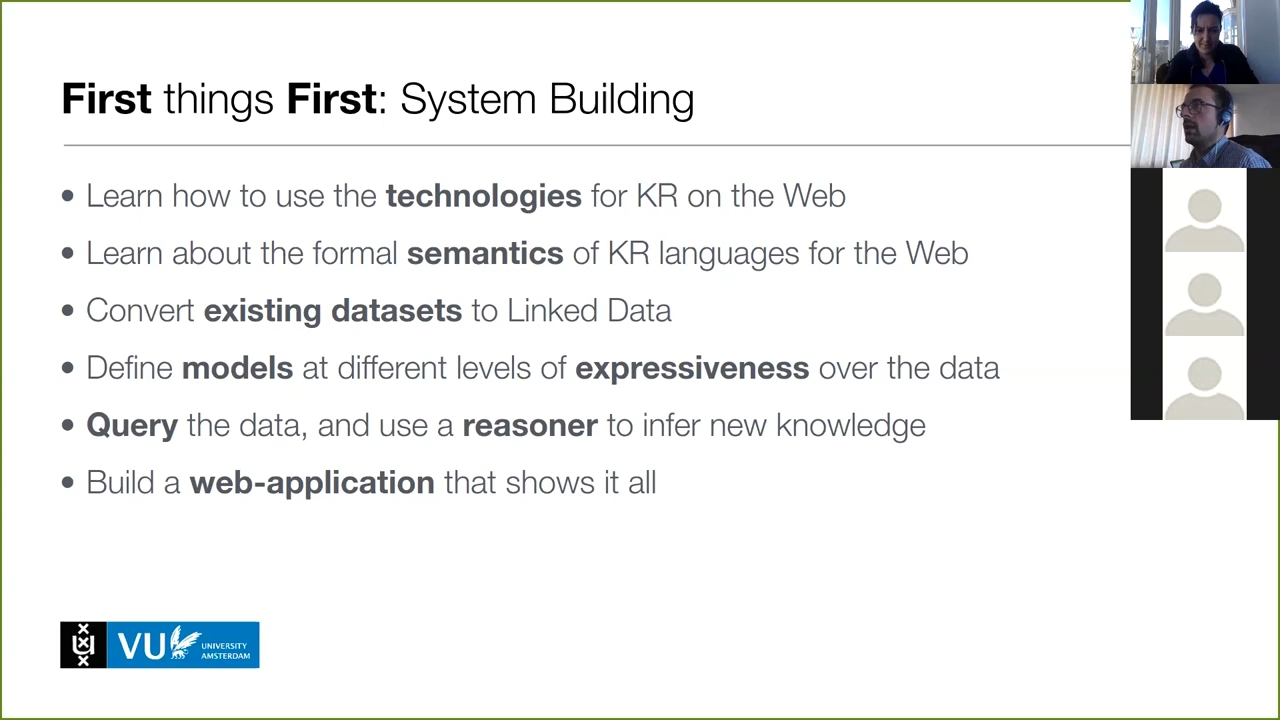 First things First: System Building
• Learn how to use the technologies for KR on the Web
• Learn about the formal semantics of KR languages for the Web
• Convert existing datasets to Linked Data
• Define models at different levels of expressiveness over the data
• Query the data, and use a reasoner to infer new knowledge
• Build a web-application that shows it all
VU UNIVERSITY
AMSTERDAM